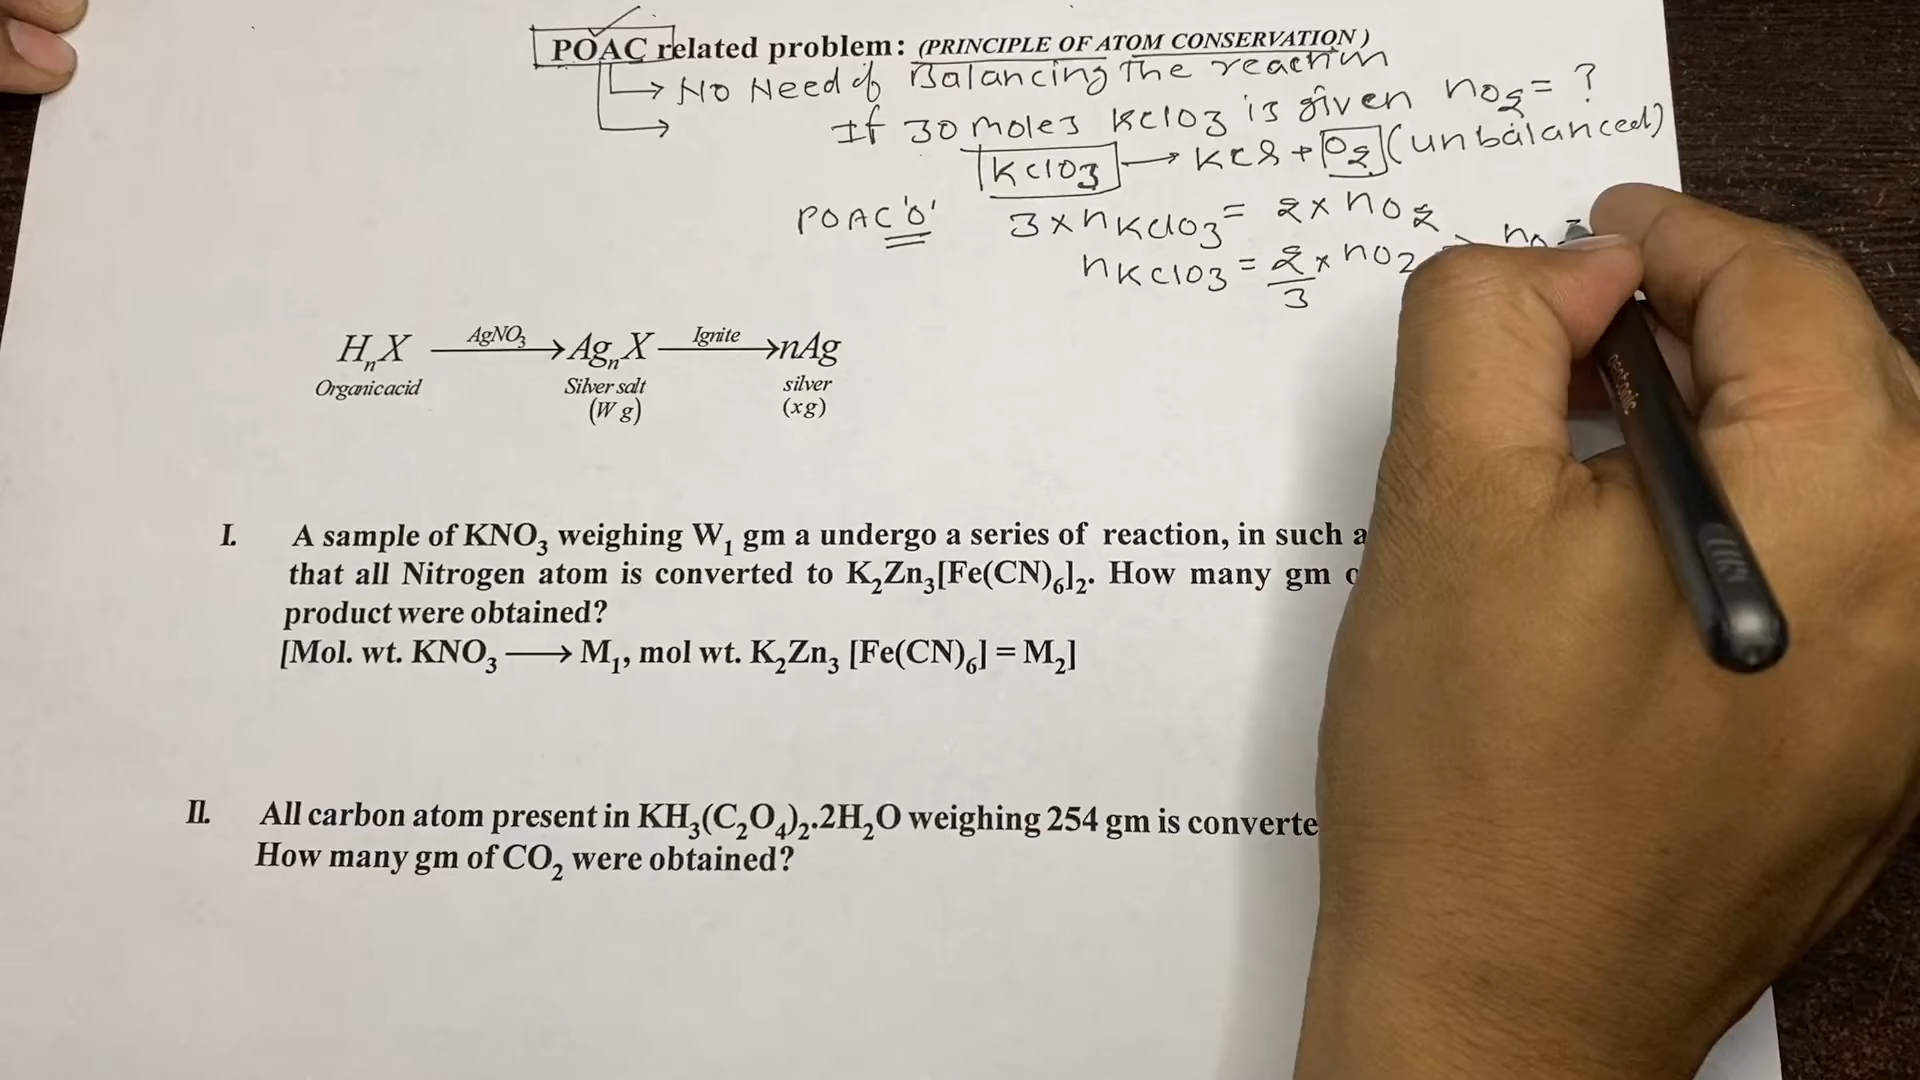 POAC related problem: (PRINCIPLE OF ATOM CONSERVATION)
→ No Need of Balancing The reaction
If 30 moles KClO3 is given nO2 = ?
→ KClO3 → KCl + O2 (unbalanced)
POAC 'O' 3 × nKClO3 = 2 × nO2
nKClO3 = 2/3 × nO2
HₙX —AgNO₃→ AgₙX —Ignite→ nAg
Organic acid Silver salt silver
(W g) (xg)
I. A sample of KNO₃ weighing W₁ gm a undergo a series of reaction, in such a
that all Nitrogen atom is converted to K₂Zn₃[Fe(CN)₆]₂. How many gm
product were obtained?
[Mol. wt. KNO₃ ⟶ M₁, mol wt. K₂Zn₃ [Fe(CN)₆] = M₂]
II. All carbon atom present in KH₃(C₂O₄)₂.2H₂O weighing 254 gm is
How many gm of CO₂ were obtained?